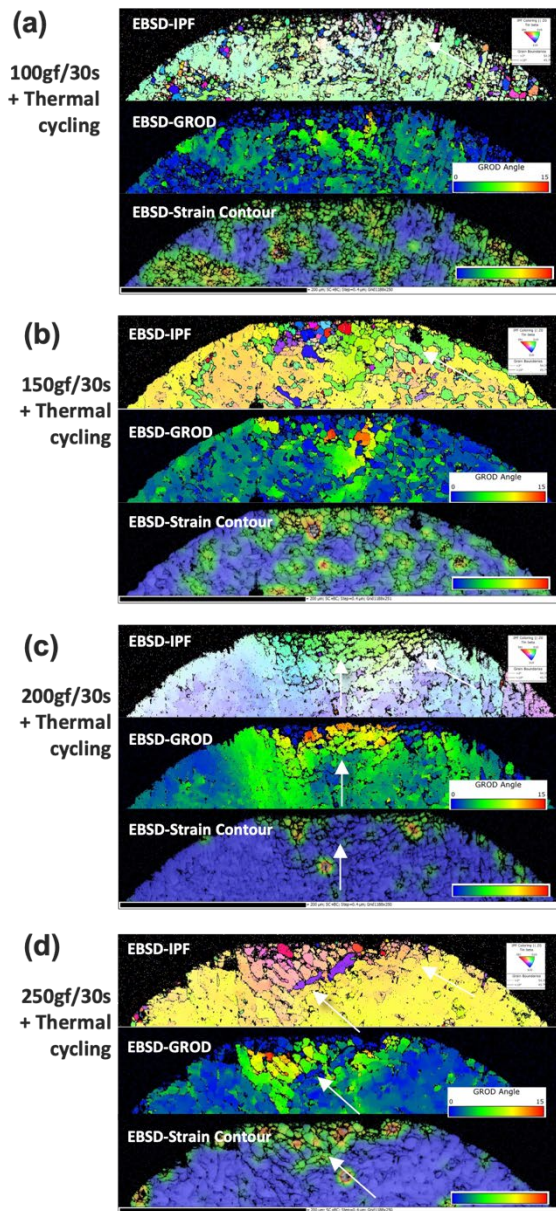 (a)
100gf/30s
+ Thermal
cycling
EBSD-IPF
EBSD-GROD
GROD Angle
0 15
EBSD-Strain Contour
(b)
150gf/30s
+ Thermal
cycling
EBSD-IPF
EBSD-GROD
GROD Angle
0 15
EBSD-Strain Contour
(c)
200gf/30s
+ Thermal
cycling
EBSD-IPF
EBSD-GROD
GROD Angle
0 15
EBSD-Strain Contour
(d)
250gf/30s
+ Thermal
cycling
EBSD-IPF
EBSD-GROD
GROD Angle
0 15
EBSD-Strain Contour